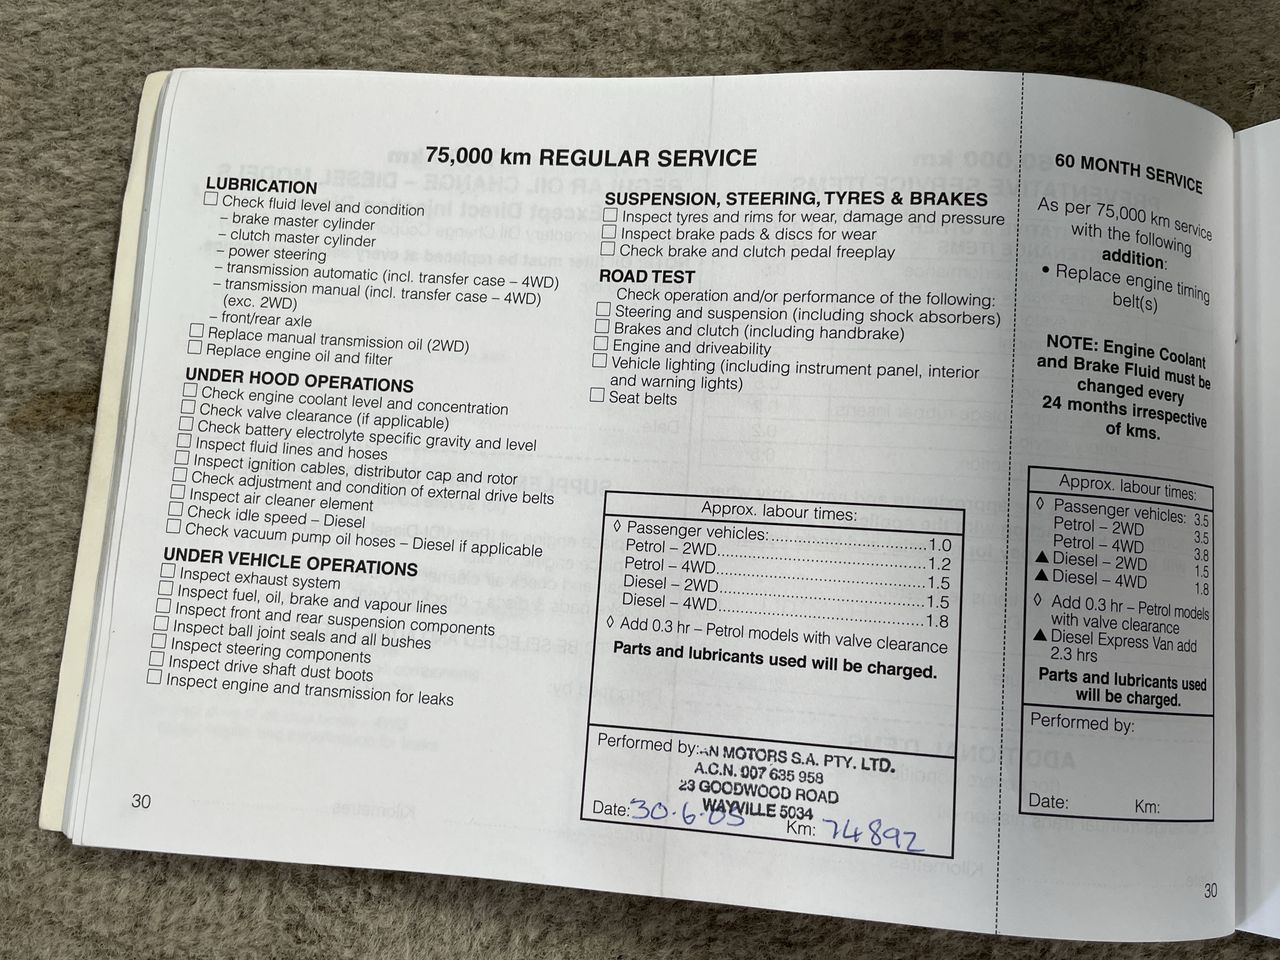 75,000 km REGULAR SERVICE
LUBRICATION
Check fluid level and condition
– brake master cylinder
– clutch master cylinder
– power steering
– transmission automatic (incl. transfer case – 4WD)
– transmission manual (incl. transfer case – 4WD)
(exc. 2WD)
– front/rear axle
Replace manual transmission oil (2WD)
Replace engine oil and filter
UNDER HOOD OPERATIONS
Check engine coolant level and concentration
Check valve clearance (if applicable)
Check battery electrolyte specific gravity and level
Inspect fluid lines and hoses
Inspect ignition cables, distributor cap and rotor
Check adjustment and condition of external drive belts
Inspect air cleaner element
Check idle speed – Diesel
Check vacuum pump oil hoses – Diesel if applicable
UNDER VEHICLE OPERATIONS
Inspect exhaust system
Inspect fuel, oil, brake and vapour lines
Inspect front and rear suspension components
Inspect ball joint seals and all bushes
Inspect steering components
Inspect drive shaft dust boots
Inspect engine and transmission for leaks
30
SUSPENSION, STEERING, TYRES & BRAKES
Inspect tyres and rims for wear, damage and pressure
Inspect brake pads & discs for wear
Check brake and clutch pedal freeplay
ROAD TEST
Check operation and/or performance of the following:
Steering and suspension (including shock absorbers)
Brakes and clutch (including handbrake)
Engine and driveability
Vehicle lighting (including instrument panel, interior
and warning lights)
Seat belts
Approx. labour times:
◊ Passenger vehicles:..............................1.0
Petrol – 2WD..............................1.2
Petrol – 4WD..............................1.5
Diesel – 2WD..............................1.5
Diesel – 4WD..............................1.8
◊ Add 0.3 hr – Petrol models with valve clearance
Parts and lubricants used will be charged.
Performed by: AN MOTORS S.A. PTY. LTD.
A.C.N. 007 635 958
23 GOODWOOD ROAD
WAYVILLE 5034
Date: 30.6.05 Km: 74892
60 MONTH SERVICE
As per 75,000 km service
with the following
addition:
• Replace engine timing
belt(s)
NOTE: Engine Coolant
and Brake Fluid must be
changed every
24 months irrespective
of kms.
Approx. labour times:
◊ Passenger vehicles: 3.5
Petrol – 2WD 3.5
Petrol – 4WD 3.8
▲ Diesel – 2WD 1.5
▲ Diesel – 4WD 1.8
◊ Add 0.3 hr – Petrol models
with valve clearance
▲ Diesel Express Van add
2.3 hrs
Parts and lubricants used
will be charged.
Performed by:
Date: Km:
30